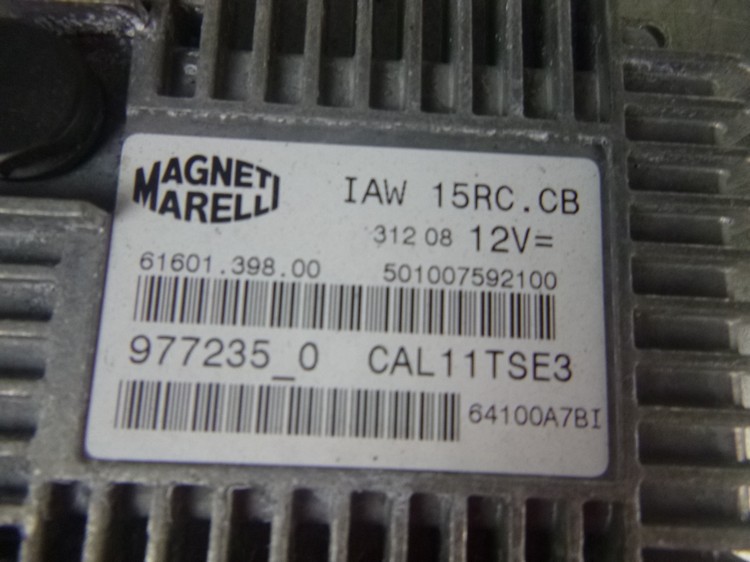 MAGNETI MARELLI
IAW 15RC.CB
312 08 12V=
61601.398.00 501007592100
977235_0 CAL11TSE3
64100A7BI